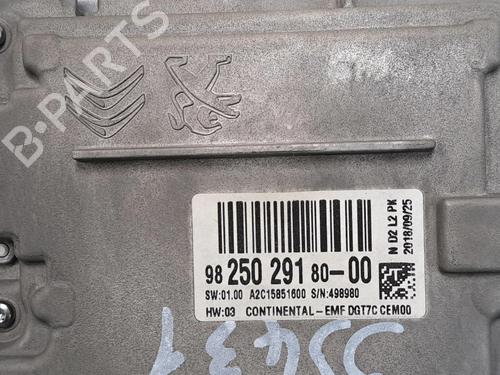 B-PARTS
98 250 291 80-00
SW:01.00 A2C15851600 S/N:498980
HW:03 CONTINENTAL-EMF DGT7C CEM00
N D2 L2 PK
2018/09/25